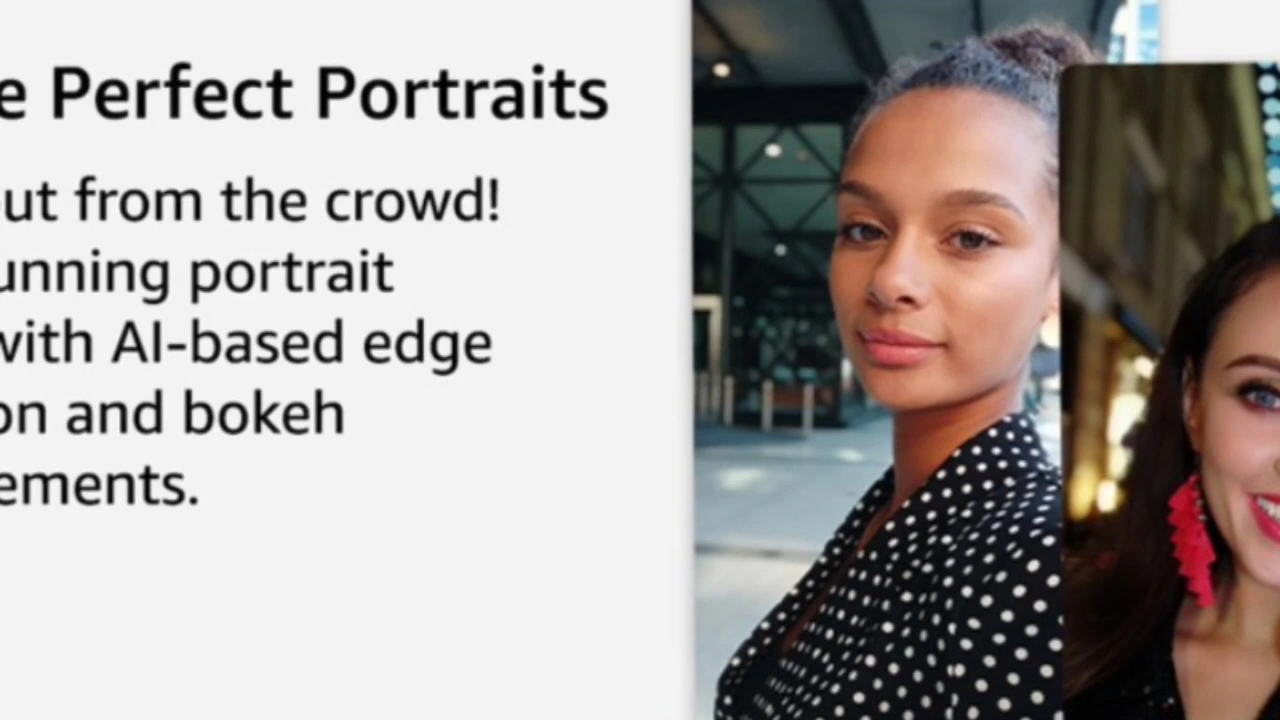 e Perfect Portraits
ut from the crowd!
unning portrait
with AI-based edge
on and bokeh
ements.